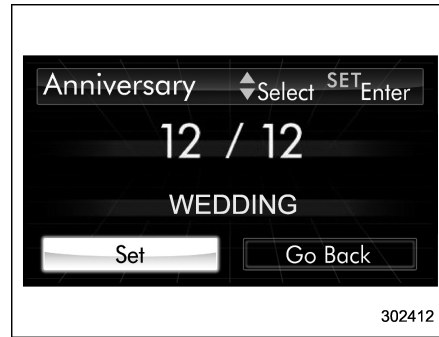 Anniversary Select SET Enter
12 / 12
WEDDING
Set Go Back
302412